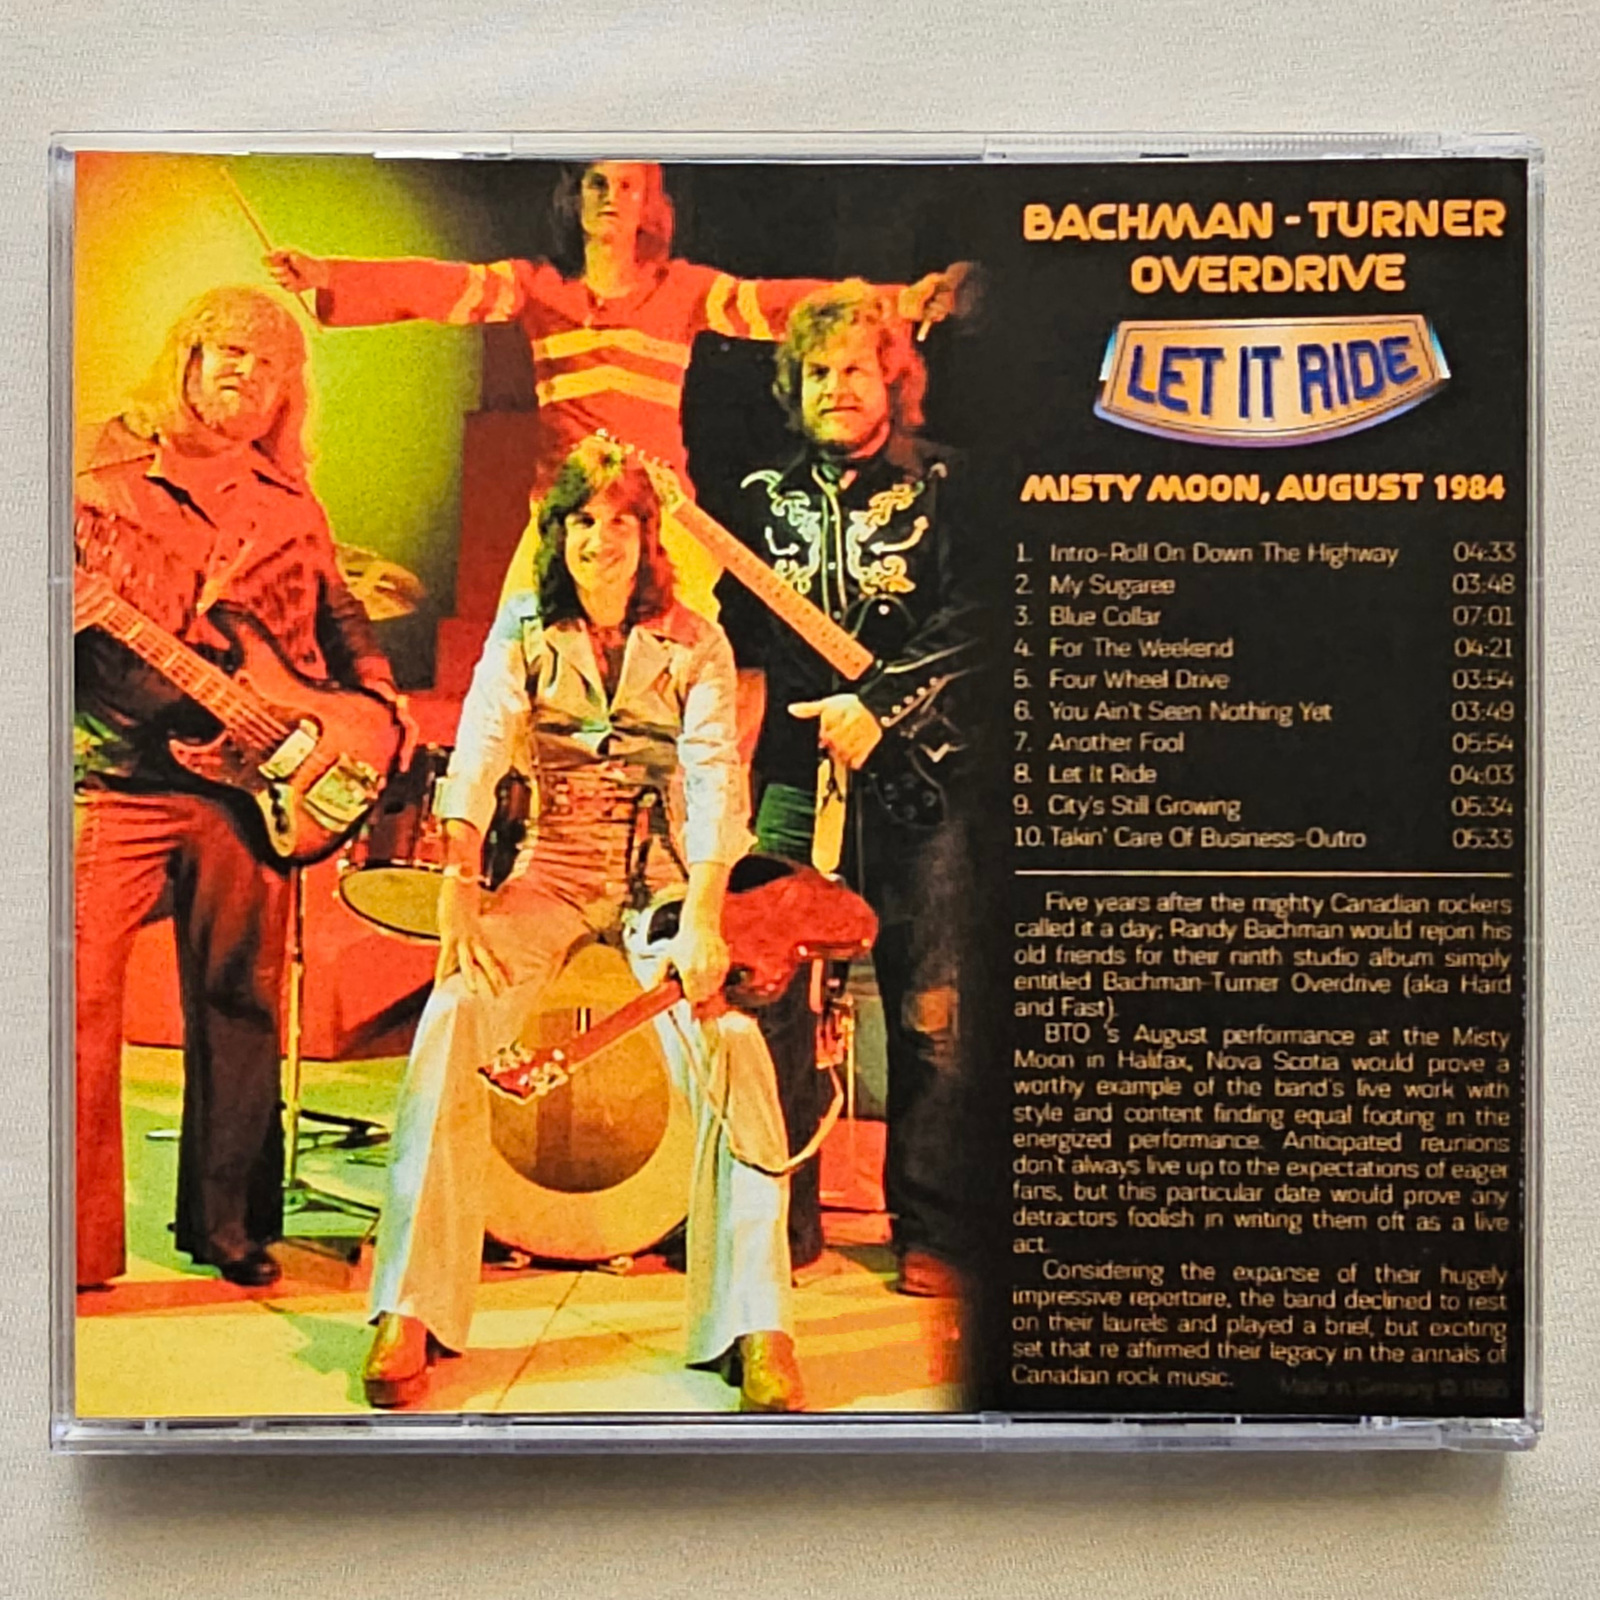 BACHMAN - TURNER
OVERDRIVE
LET IT RIDE
MISTY MOON, AUGUST 1984
1. Intro-Roll On Down The Highway 04:33
2. My Sugaree 03:48
3. Blue Collar 07:01
4. For The Weekend 04:21
5. Four Wheel Drive 03:54
6. You Ain't Seen Nothing Yet 03:49
7. Another Fool 05:54
8. Let It Ride 04:03
9. City's Still Growing 05:34
10. Takin' Care Of Business-Outro 05:33
Five years after the mighty Canadian rockers
called it a day; Randy Bachman would rejoin his
old friends for their ninth studio album simply
entitled Bachman-Turner Overdrive (aka Hard
and Fast).
BTO 's August performance at the Misty
Moon in Halifax, Nova Scotia would prove a
worthy example of the band's live work with
style and content finding equal footing in the
energized performance. Anticipated reunions
don't always live up to the expectations of eager
fans, but this particular date would prove any
detractors foolish in writing them oft as a live
act.
Considering the expanse of their hugely
impressive repertoire, the band declined to rest
on their laurels and played a brief, but exciting
set that re affirmed their legacy in the annals of
Canadian rock music.
Made in Germany ©